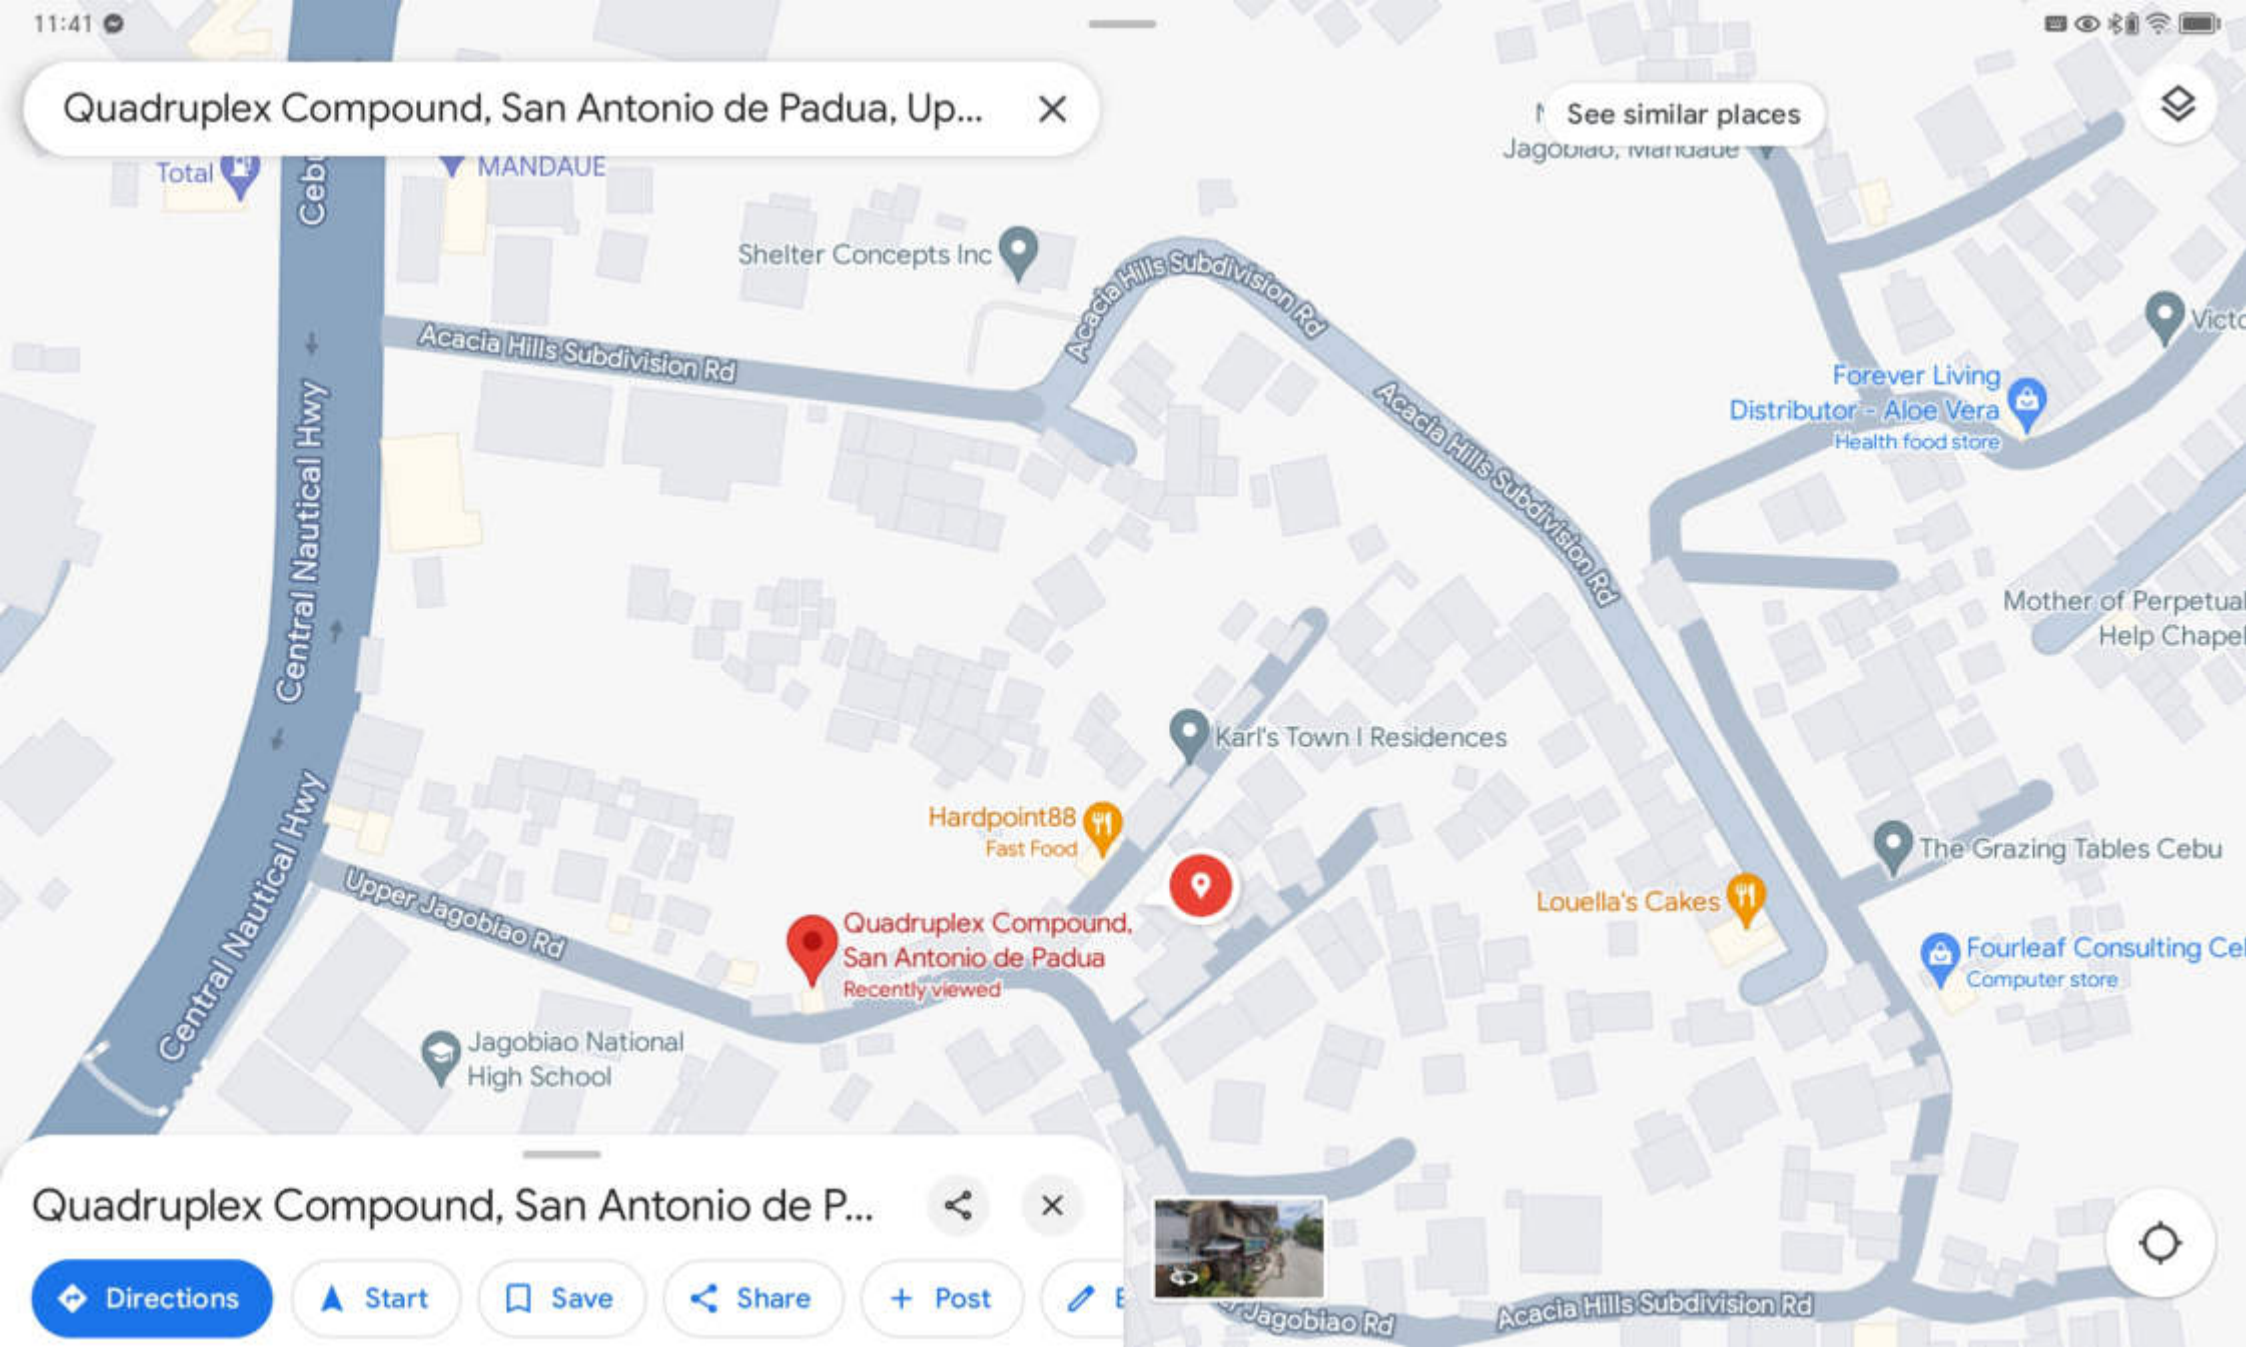 11:41
Quadruplex Compound, San Antonio de Padua, Up...
See similar places
Jagobiao, Mandaue
Total
MANDAUE
Cebu
Shelter Concepts Inc
Acacia Hills Subdivision Rd
Acacia Hills Subdivision Rd
Acacia Hills Subdivision Rd
Central Nautical Hwy
Forever Living
Distributor - Aloe Vera
Health food store
Victo
Mother of Perpetual
Help Chapel
Karl's Town I Residences
Hardpoint88
Fast Food
Central Nautical Hwy
Upper Jagobiao Rd
Quadruplex Compound,
San Antonio de Padua
Recently viewed
Louella's Cakes
The Grazing Tables Cebu
Fourleaf Consulting Ce
Computer store
Jagobiao National
High School
Quadruplex Compound, San Antonio de P...
Directions
Start
Save
Share
Post
Jagobiao Rd
Acacia Hills Subdivision Rd